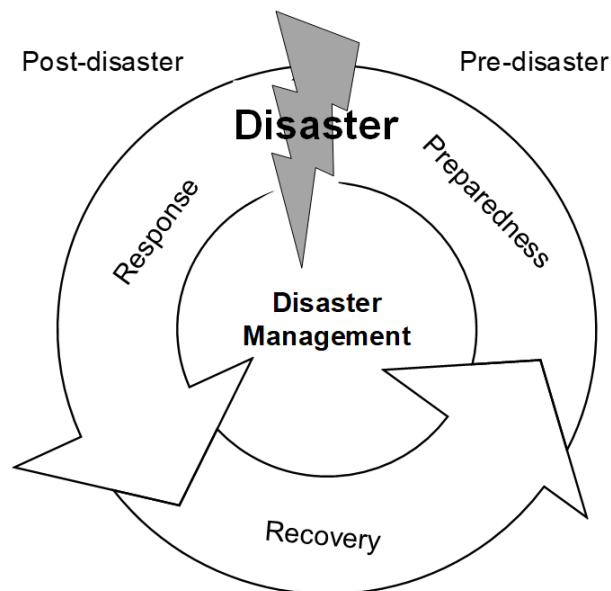 Post-disaster
Pre-disaster
Disaster
Response
Preparedness
Disaster
Management
Recovery